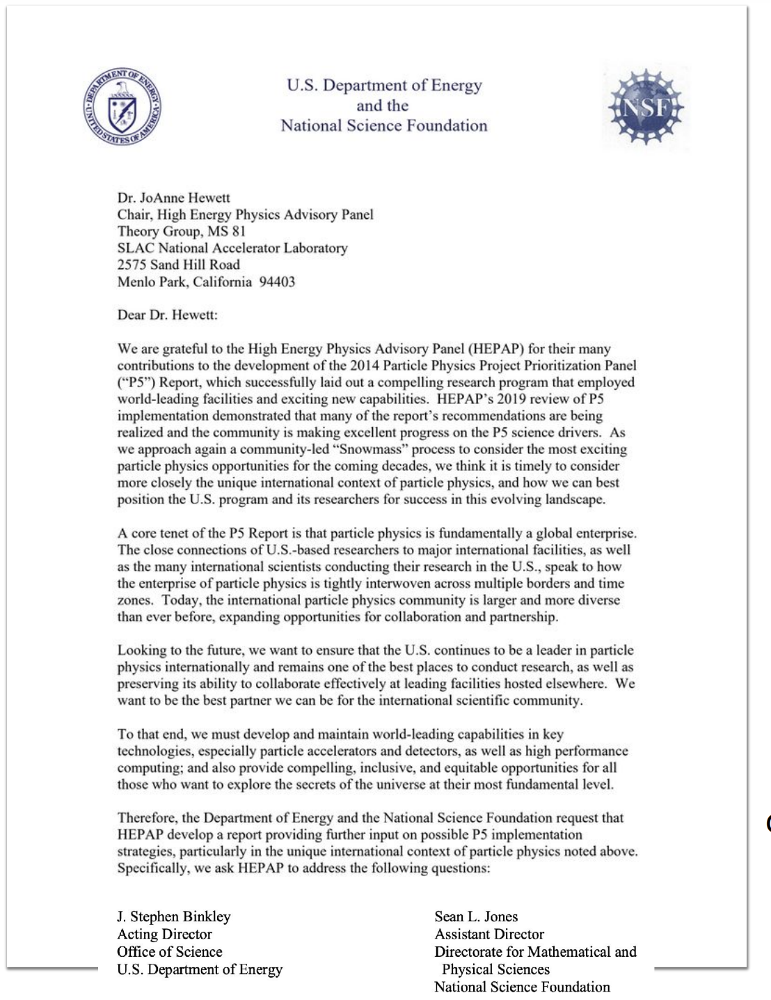 DEPARTMENT OF ENERGY
UNITED STATES OF AMERICA
U.S. Department of Energy
and the
National Science Foundation
NSF
Dr. JoAnne Hewett
Chair, High Energy Physics Advisory Panel
Theory Group, MS 81
SLAC National Accelerator Laboratory
2575 Sand Hill Road
Menlo Park, California  94403
Dear Dr. Hewett:
We are grateful to the High Energy Physics Advisory Panel (HEPAP) for their many
contributions to the development of the 2014 Particle Physics Project Prioritization Panel
(“P5”) Report, which successfully laid out a compelling research program that employed
world-leading facilities and exciting new capabilities.  HEPAP’s 2019 review of P5
implementation demonstrated that many of the report’s recommendations are being
realized and the community is making excellent progress on the P5 science drivers.  As
we approach again a community-led “Snowmass” process to consider the most exciting
particle physics opportunities for the coming decades, we think it is timely to consider
more closely the unique international context of particle physics, and how we can best
position the U.S. program and its researchers for success in this evolving landscape.
A core tenet of the P5 Report is that particle physics is fundamentally a global enterprise.
The close connections of U.S.-based researchers to major international facilities, as well
as the many international scientists conducting their research in the U.S., speak to how
the enterprise of particle physics is tightly interwoven across multiple borders and time
zones.  Today, the international particle physics community is larger and more diverse
than ever before, expanding opportunities for collaboration and partnership.
Looking to the future, we want to ensure that the U.S. continues to be a leader in particle
physics internationally and remains one of the best places to conduct research, as well as
preserving its ability to collaborate effectively at leading facilities hosted elsewhere.  We
want to be the best partner we can be for the international scientific community.
To that end, we must develop and maintain world-leading capabilities in key
technologies, especially particle accelerators and detectors, as well as high performance
computing; and also provide compelling, inclusive, and equitable opportunities for all
those who want to explore the secrets of the universe at their most fundamental level.
Therefore, the Department of Energy and the National Science Foundation request that
HEPAP develop a report providing further input on possible P5 implementation
strategies, particularly in the unique international context of particle physics noted above.
Specifically, we ask HEPAP to address the following questions:
J. Stephen Binkley
Acting Director
Office of Science
U.S. Department of Energy
Sean L. Jones
Assistant Director
Directorate for Mathematical and
Physical Sciences
National Science Foundation